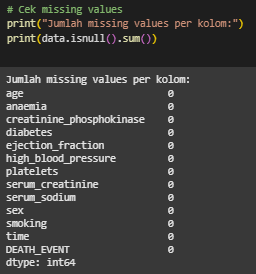 # Cek missing values
print("Jumlah missing values per kolom:")
print(data.isnull().sum())
Jumlah missing values per kolom:
age 0
anaemia 0
creatinine_phosphokinase 0
diabetes 0
ejection_fraction 0
high_blood_pressure 0
platelets 0
serum_creatinine 0
serum_sodium 0
sex 0
smoking 0
time 0
DEATH_EVENT 0
dtype: int64